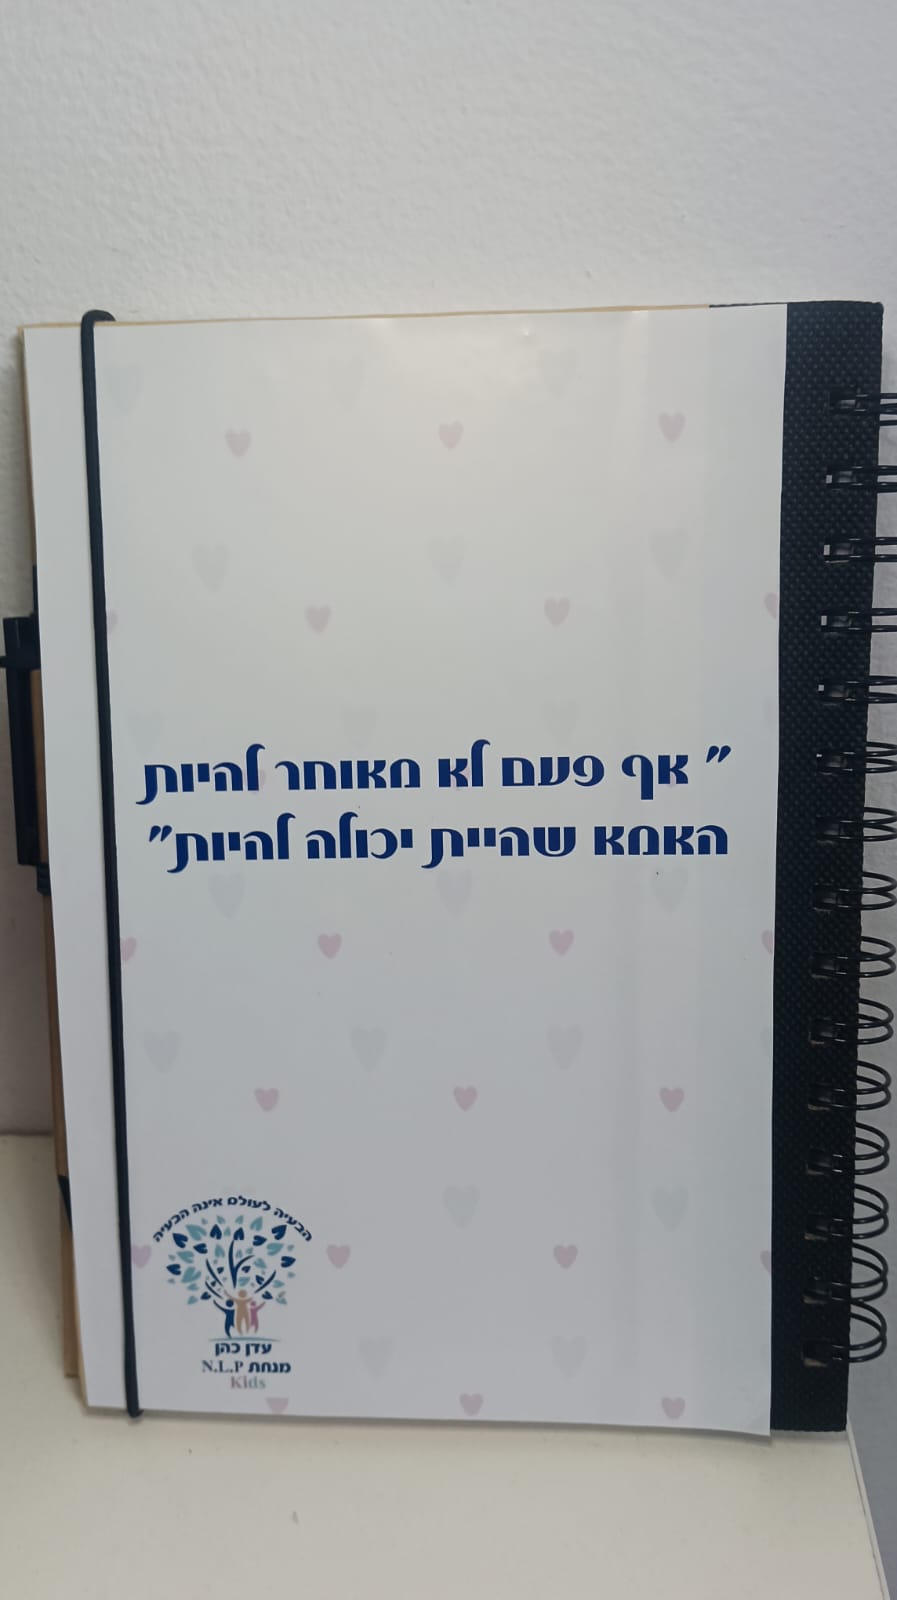 " אף פעם לא מאוחר להיות
האמא שהיית יכולה להיות"
הבעיה לעולם אינה הבעיה
עדן כהן
מנחת N.L.P
Kids